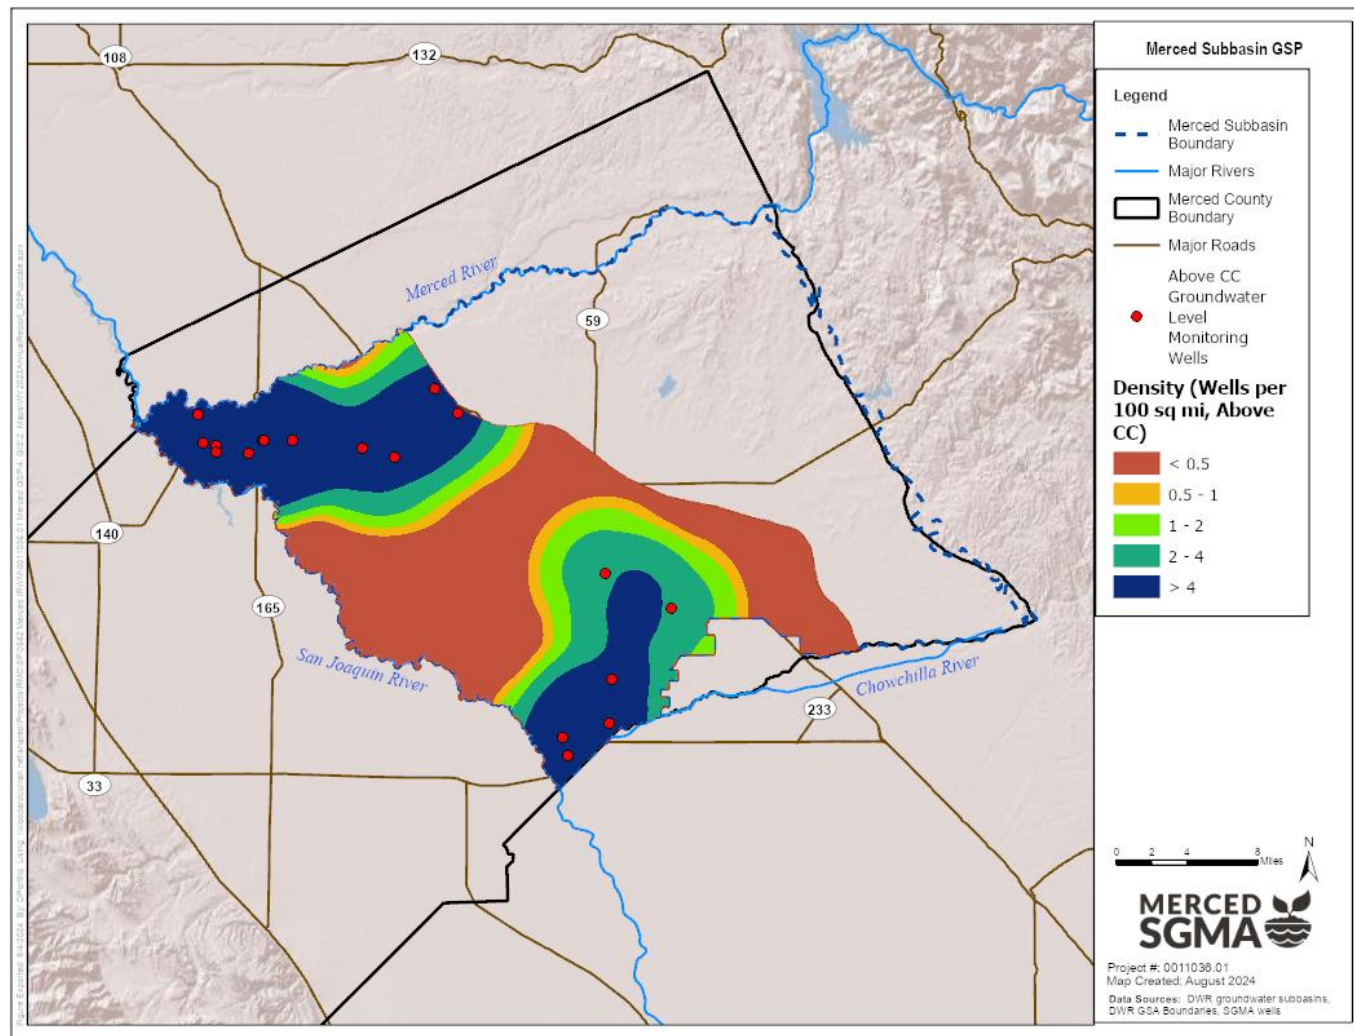 Merced Subbasin GSP
Legend
Merced Subbasin
Boundary
Major Rivers
Merced County
Boundary
Major Roads
Above CC
Groundwater
Level
Monitoring
Wells
Density (Wells per
100 sq mi, Above
CC)
< 0.5
0.5 - 1
1 - 2
2 - 4
> 4
108
132
Merced River
59
140
165
San Joaquin River
Chowchilla River
233
33
0 2 4 8
Miles
N
MERCED
SGMA
Project #: 0011036.01
Map Created: August 2024
Data Sources: DWR groundwater subbasins,
DWR GSA Boundaries, SGMA wells